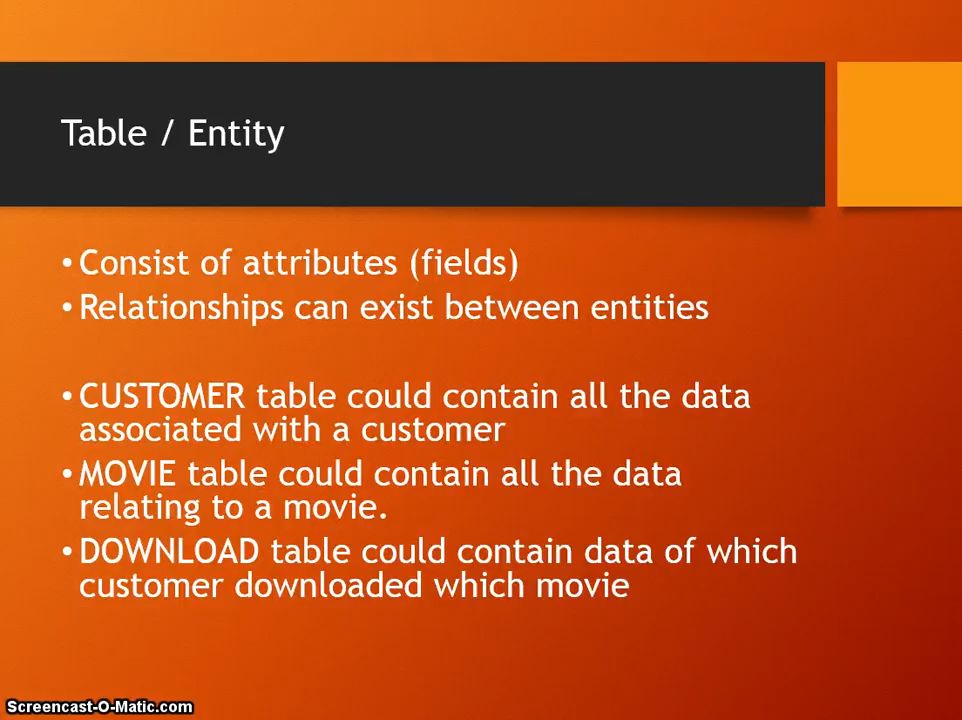 Table / Entity
• Consist of attributes (fields)
• Relationships can exist between entities
• CUSTOMER table could contain all the data
associated with a customer
• MOVIE table could contain all the data
relating to a movie.
• DOWNLOAD table could contain data of which
customer downloaded which movie
Screencast-O-Matic.com